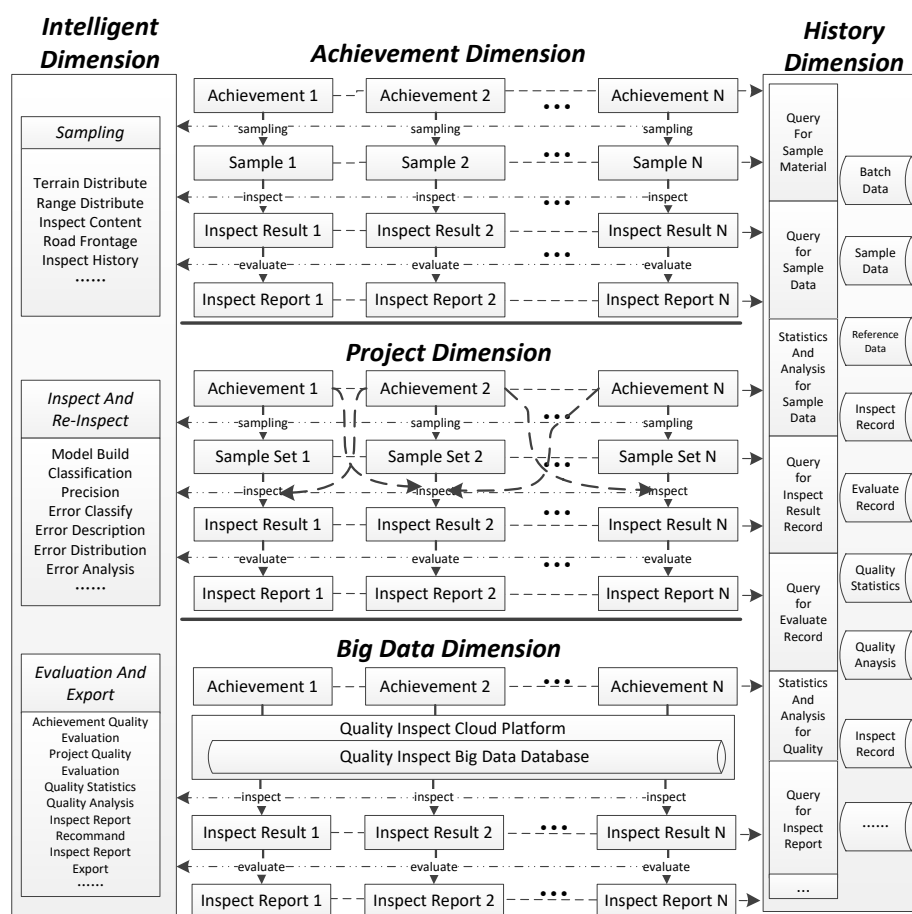 Intelligent
Dimension
Sampling
Terrain Distribute
Range Distribute
Inspect Content
Road Frontage
Inspect History
......
Inspect And
Re-Inspect
Model Build
Classification
Precision
Error Classify
Error Description
Error Distribution
Error Analysis
......
Evaluation And
Export
Achievement Quality
Evaluation
Project Quality
Evaluation
Quality Statistics
Quality Analysis
Inspect Report
Recommand
Inspect Report
Export
......
Achievement Dimension
Achievement 1 Achievement 2 ... Achievement N
sampling sampling sampling
Sample 1 Sample 2 ... Sample N
inspect inspect ... inspect
Inspect Result 1 Inspect Result 2 Inspect Result N
evaluate evaluate ... evaluate
Inspect Report 1 Inspect Report 2 Inspect Report N
Project Dimension
Achievement 1 Achievement 2 Achievement N
sampling sampling ... sampling
Sample Set 1 Sample Set 2 ... Sample Set N
inspect inspect inspect
Inspect Result 1 Inspect Result 2 ... Inspect Result N
evaluate evaluate ... evaluate
Inspect Report 1 Inspect Report 2 Inspect Report N
Big Data Dimension
Achievement 1 Achievement 2 ... Achievement N
Quality Inspect Cloud Platform
Quality Inspect Big Data Database
inspect inspect inspect
Inspect Result 1 Inspect Result 2 ... Inspect Result N
evaluate evaluate evaluate
Inspect Report 1 Inspect Report 2 ... Inspect Report N
History
Dimension
Query
For
Sample
Material
Query
for
Sample
Data
Statistics
And
Analysis
for
Sample
Data
Query
for
Inspect
Result
Record
Query
for
Evaluate
Record
Statistics
And
Analysis
for
Quality
Query
for
Inspect
Report
...
Batch
Data
Sample
Data
Reference
Data
Inspect
Record
Evaluate
Record
Quality
Statistics
Quality
Anaysis
Inspect
Record
......